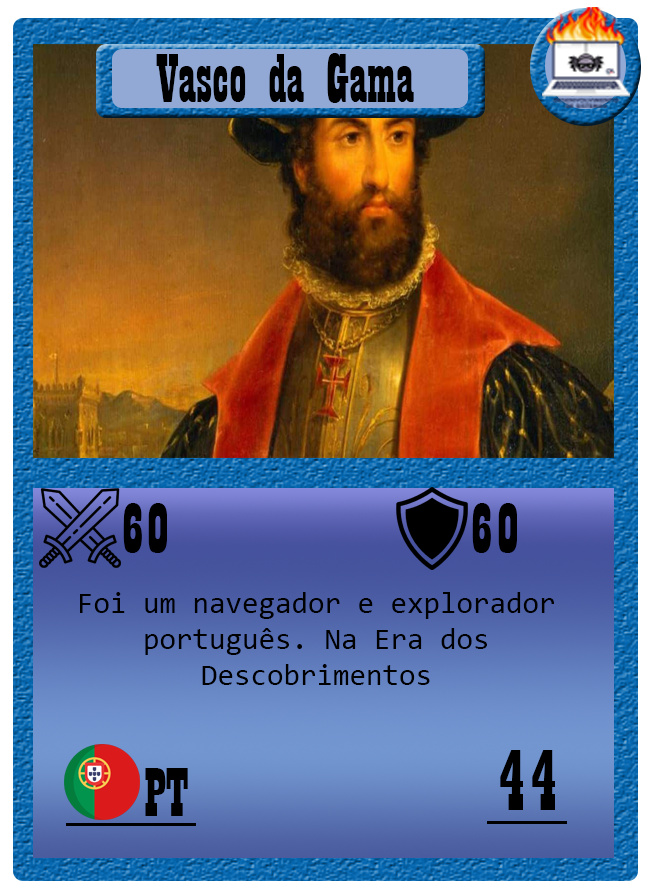 Vasco da Gama
60
60
Foi um navegador e explorador
português. Na Era dos
Descobrimentos
PT
44